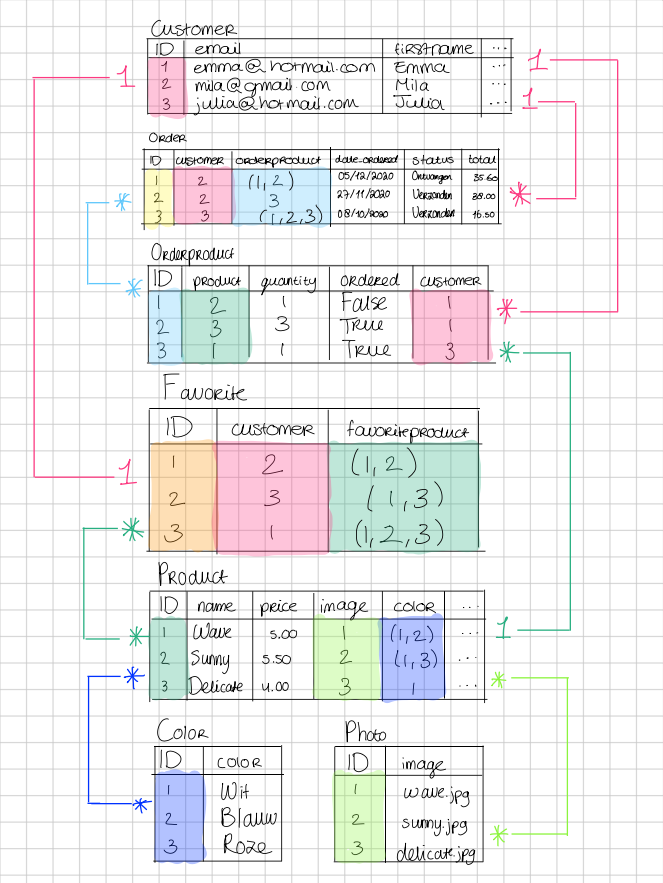 Customer
ID email firstname ...
1 emma@hotmail.com Emma ... 1
1 2 mila@gmail.com Mila ...
3 julia@hotmail.com Julia ... 1
Order
ID customer orderproduct date_ordered status total
1 2 (1,2) 05/12/2020 Ontvangen 35.60
* 2 2 3 27/11/2020 Verzonden 38.00 *
3 3 (1,2,3) 08/10/2020 Verzonden 16.50
Orderproduct
* ID product quantity ordered customer
1 2 1 False 1 *
2 3 3 True 1
3 1 1 True 3 *
Favorite
ID customer favoriteproduct
1 1 2 (1,2)
2 3 (1,3)
* 3 1 (1,2,3)
Product
ID name price image color ...
* 1 Wave 5.00 1 (1,2) ... 1
2 Sunny 5.50 2 (1,3) ...
* 3 Delicate 4.00 3 1 ... *
Color Photo
ID color ID image
* 1 Wit 1 wave.jpg
2 Blauw 2 sunny.jpg *
3 Roze 3 delicate.jpg